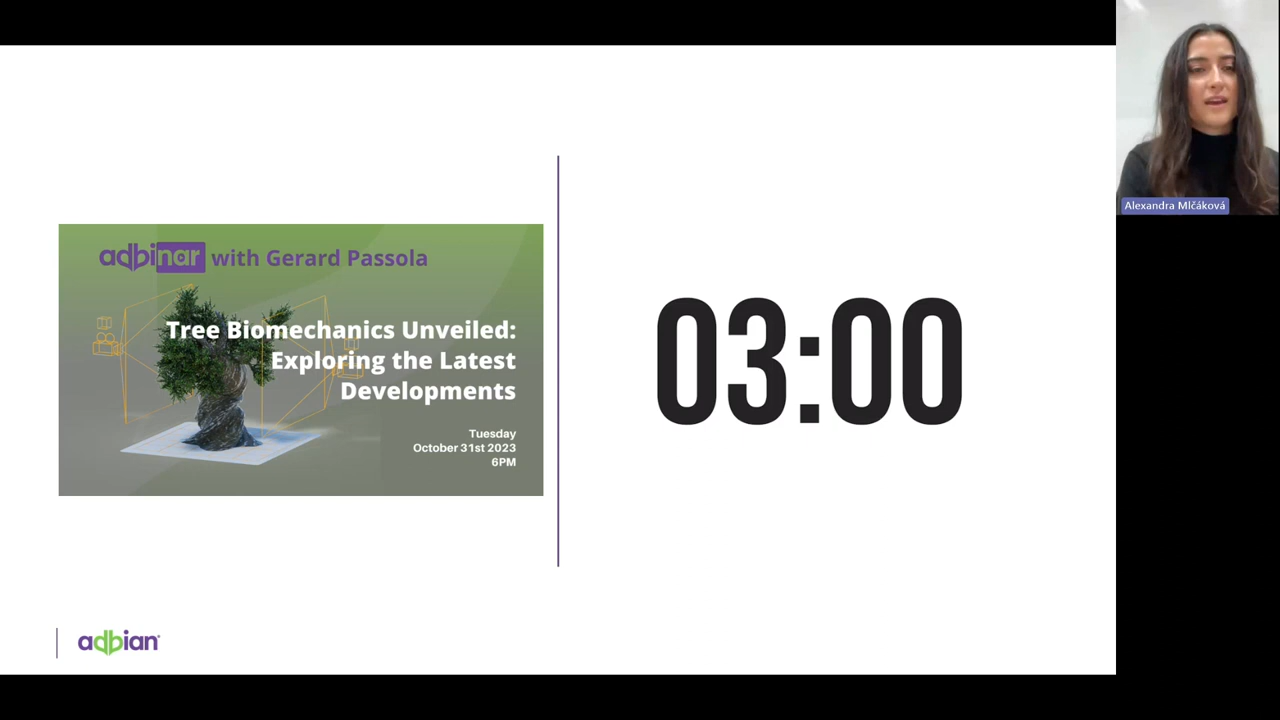 adbinar with Gerard Passola
Tree Biomechanics Unveiled:
Exploring the Latest
Developments
Tuesday
October 31st 2023
6PM
03:00
adbian®
Alexandra Mlčáková